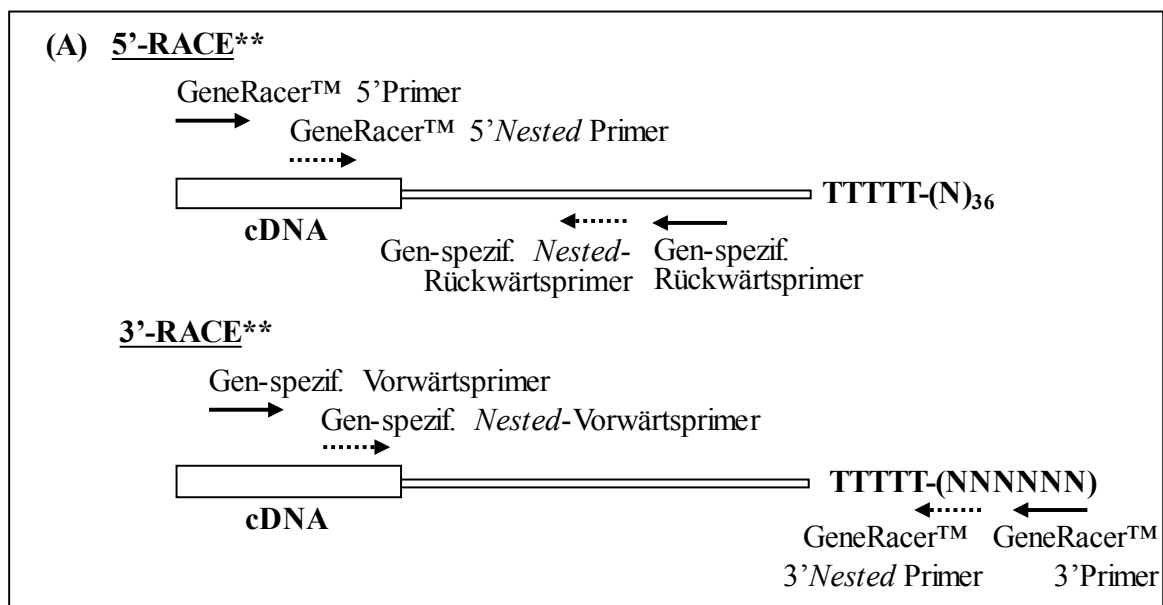 (A) 5'-RACE**
GeneRacer™ 5'Primer
GeneRacer™ 5'Nested Primer
TTTTT-(N)36
cDNA
Gen-spezif. Nested-
Rückwärtsprimer
Gen-spezif.
Rückwärtsprimer
3'-RACE**
Gen-spezif. Vorwärtsprimer
Gen-spezif. Nested-Vorwärtsprimer
TTTTT-(NNNNNN)
cDNA
GeneRacer™
3'Nested Primer
GeneRacer™
3'Primer